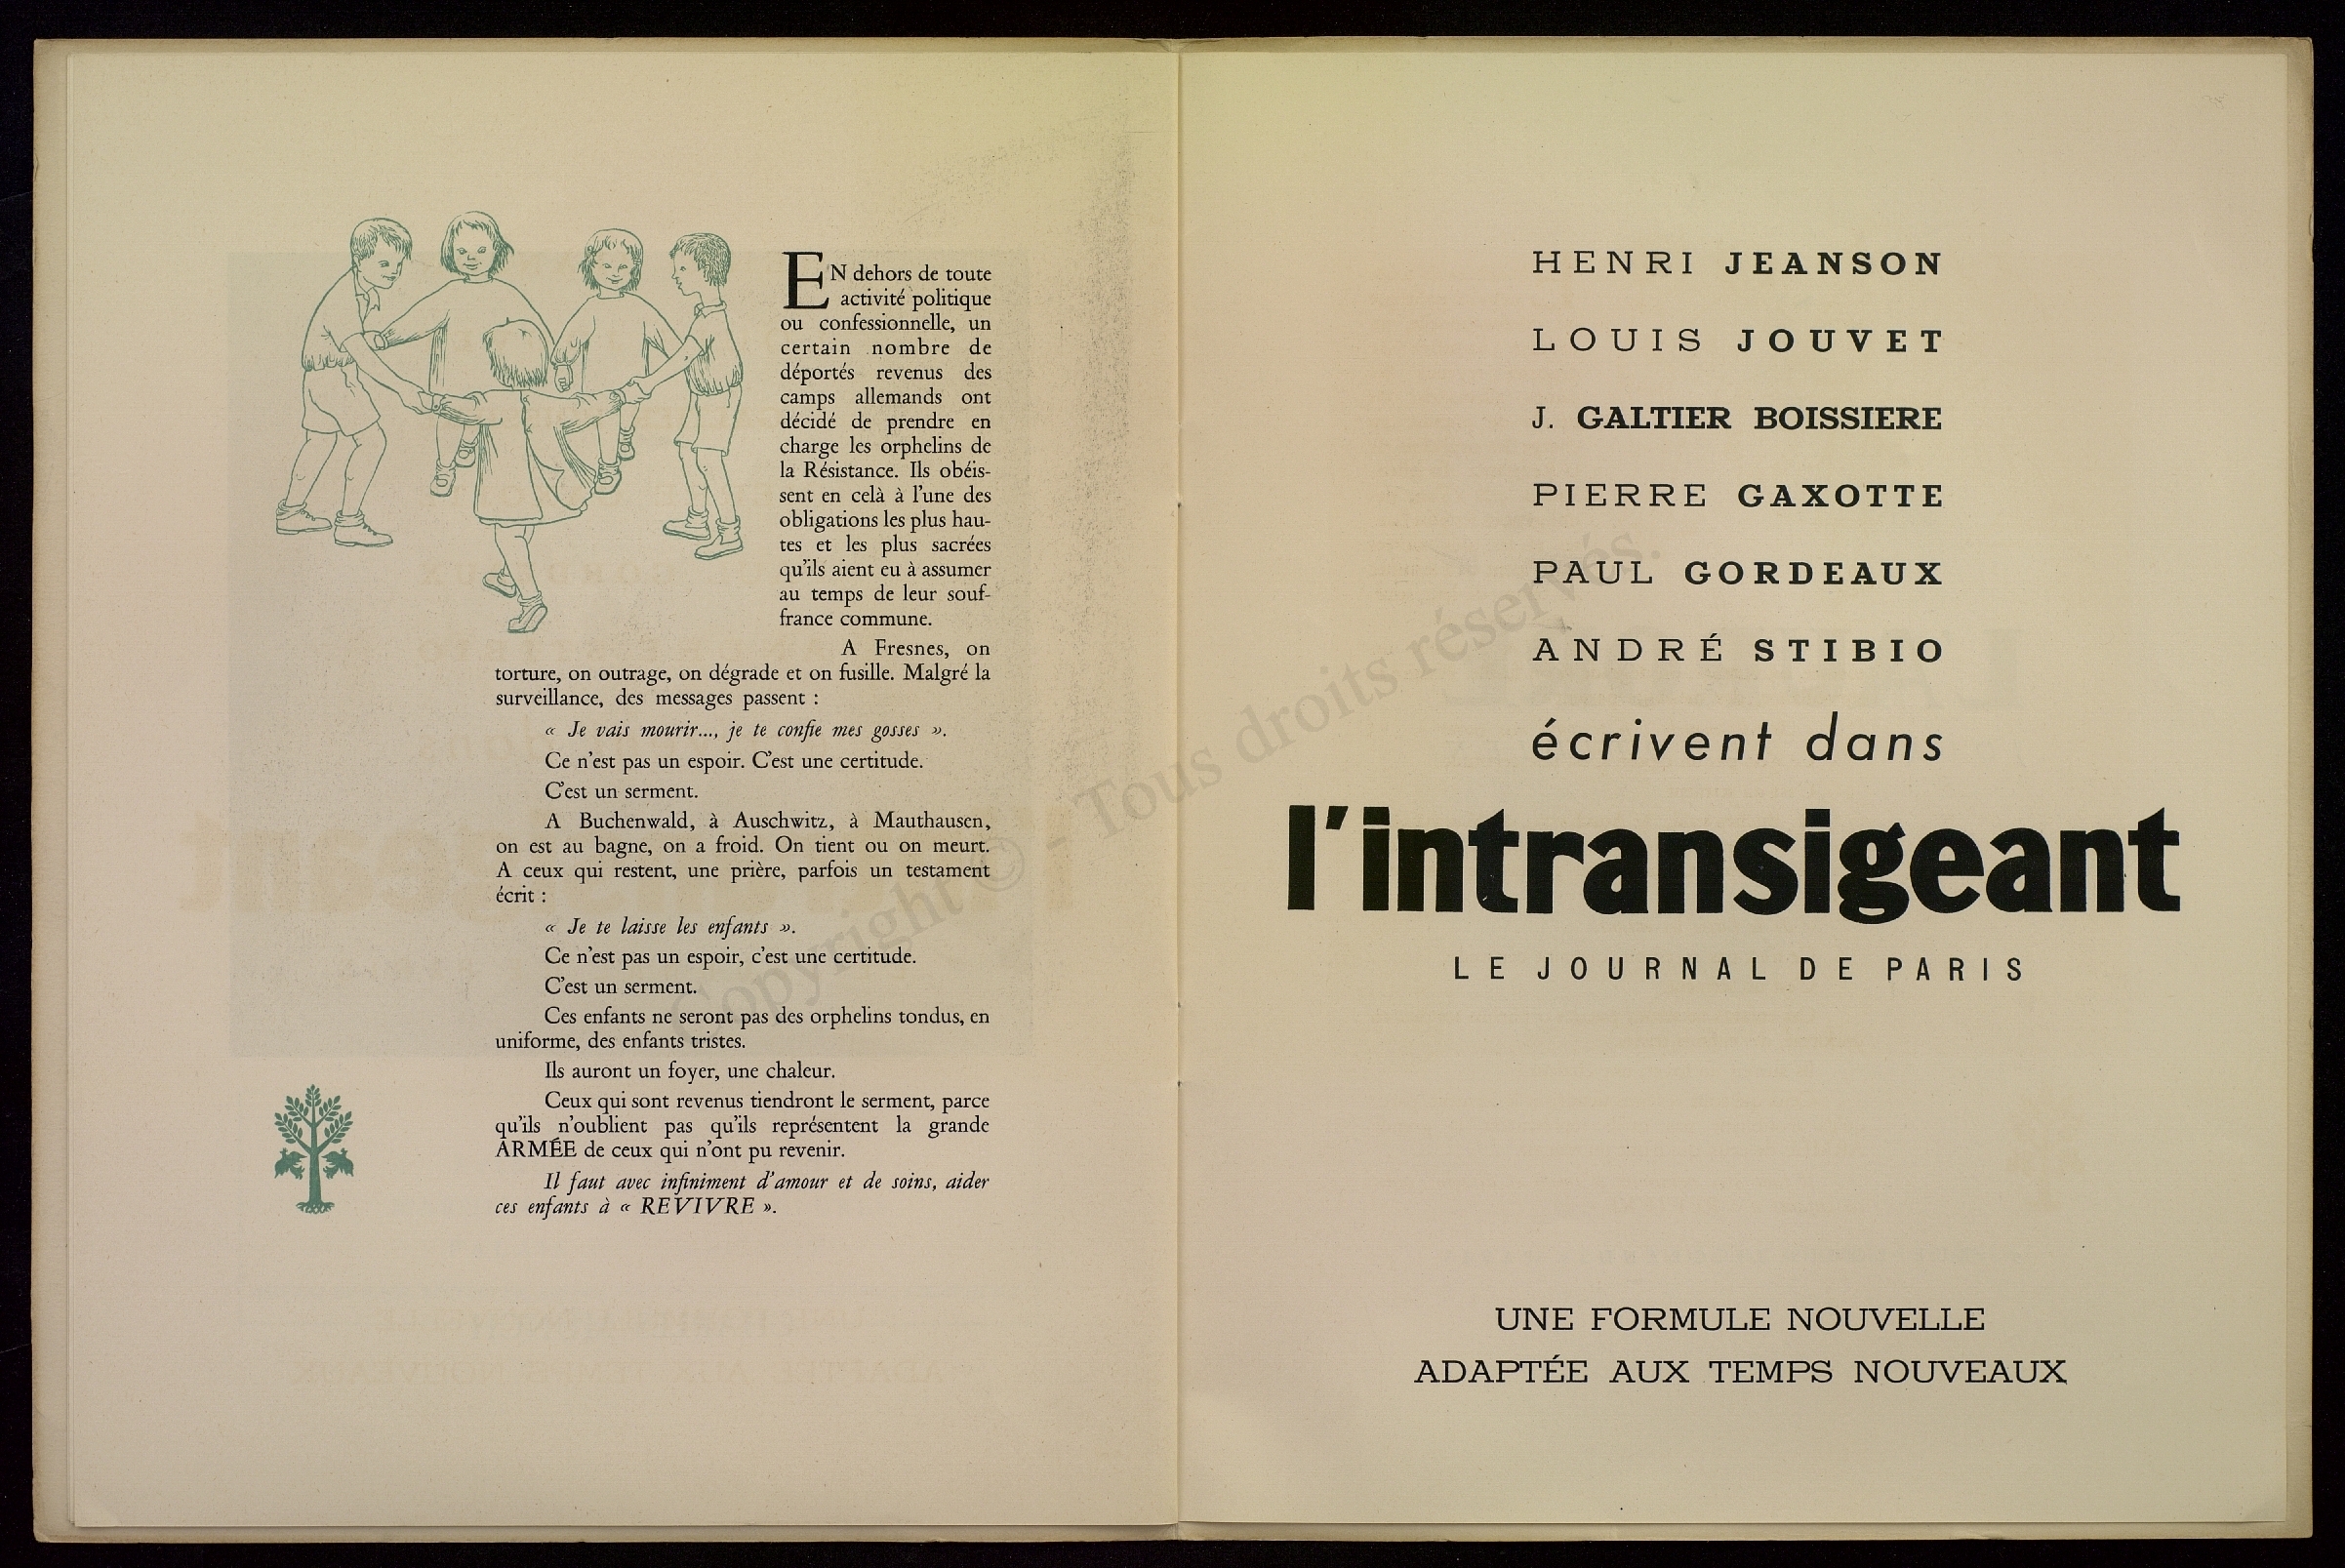 EN dehors de toute
activité politique
ou confessionnelle, un
certain nombre de
déportés revenus des
camps allemands ont
décidé de prendre en
charge les orphelins de
la Résistance. Ils obéis-
sent en celà à l'une des
obligations les plus hau-
tes et les plus sacrées
qu'ils aient eu à assumer
au temps de leur souf-
france commune.
A Fresnes, on
torture, on outrage, on dégrade et on fusille. Malgré la
surveillance, des messages passent :
« Je vais mourir..., je te confie mes gosses ».
Ce n'est pas un espoir. C'est une certitude.
C'est un serment.
A Buchenwald, à Auschwitz, à Mauthausen,
on est au bagne, on a froid. On tient ou on meurt.
A ceux qui restent, une prière, parfois un testament
écrit :
« Je te laisse les enfants ».
Ce n'est pas un espoir, c'est une certitude.
C'est un serment.
Ces enfants ne seront pas des orphelins tondus, en
uniforme, des enfants tristes.
Ils auront un foyer, une chaleur.
Ceux qui sont revenus tiendront le serment, parce
qu'ils n'oublient pas qu'ils représentent la grande
ARMÉE de ceux qui n'ont pu revenir.
Il faut avec infiniment d'amour et de soins, aider
ces enfants à « REVIVRE ».
HENRI JEANSON
LOUIS JOUVET
J. GALTIER BOISSIERE
PIERRE GAXOTTE
PAUL GORDEAUX
ANDRÉ STIBIO
écrivent dans
l'intransigeant
LE JOURNAL DE PARIS
UNE FORMULE NOUVELLE
ADAPTÉE AUX TEMPS NOUVEAUX
Copyright © - Tous droits réservés.